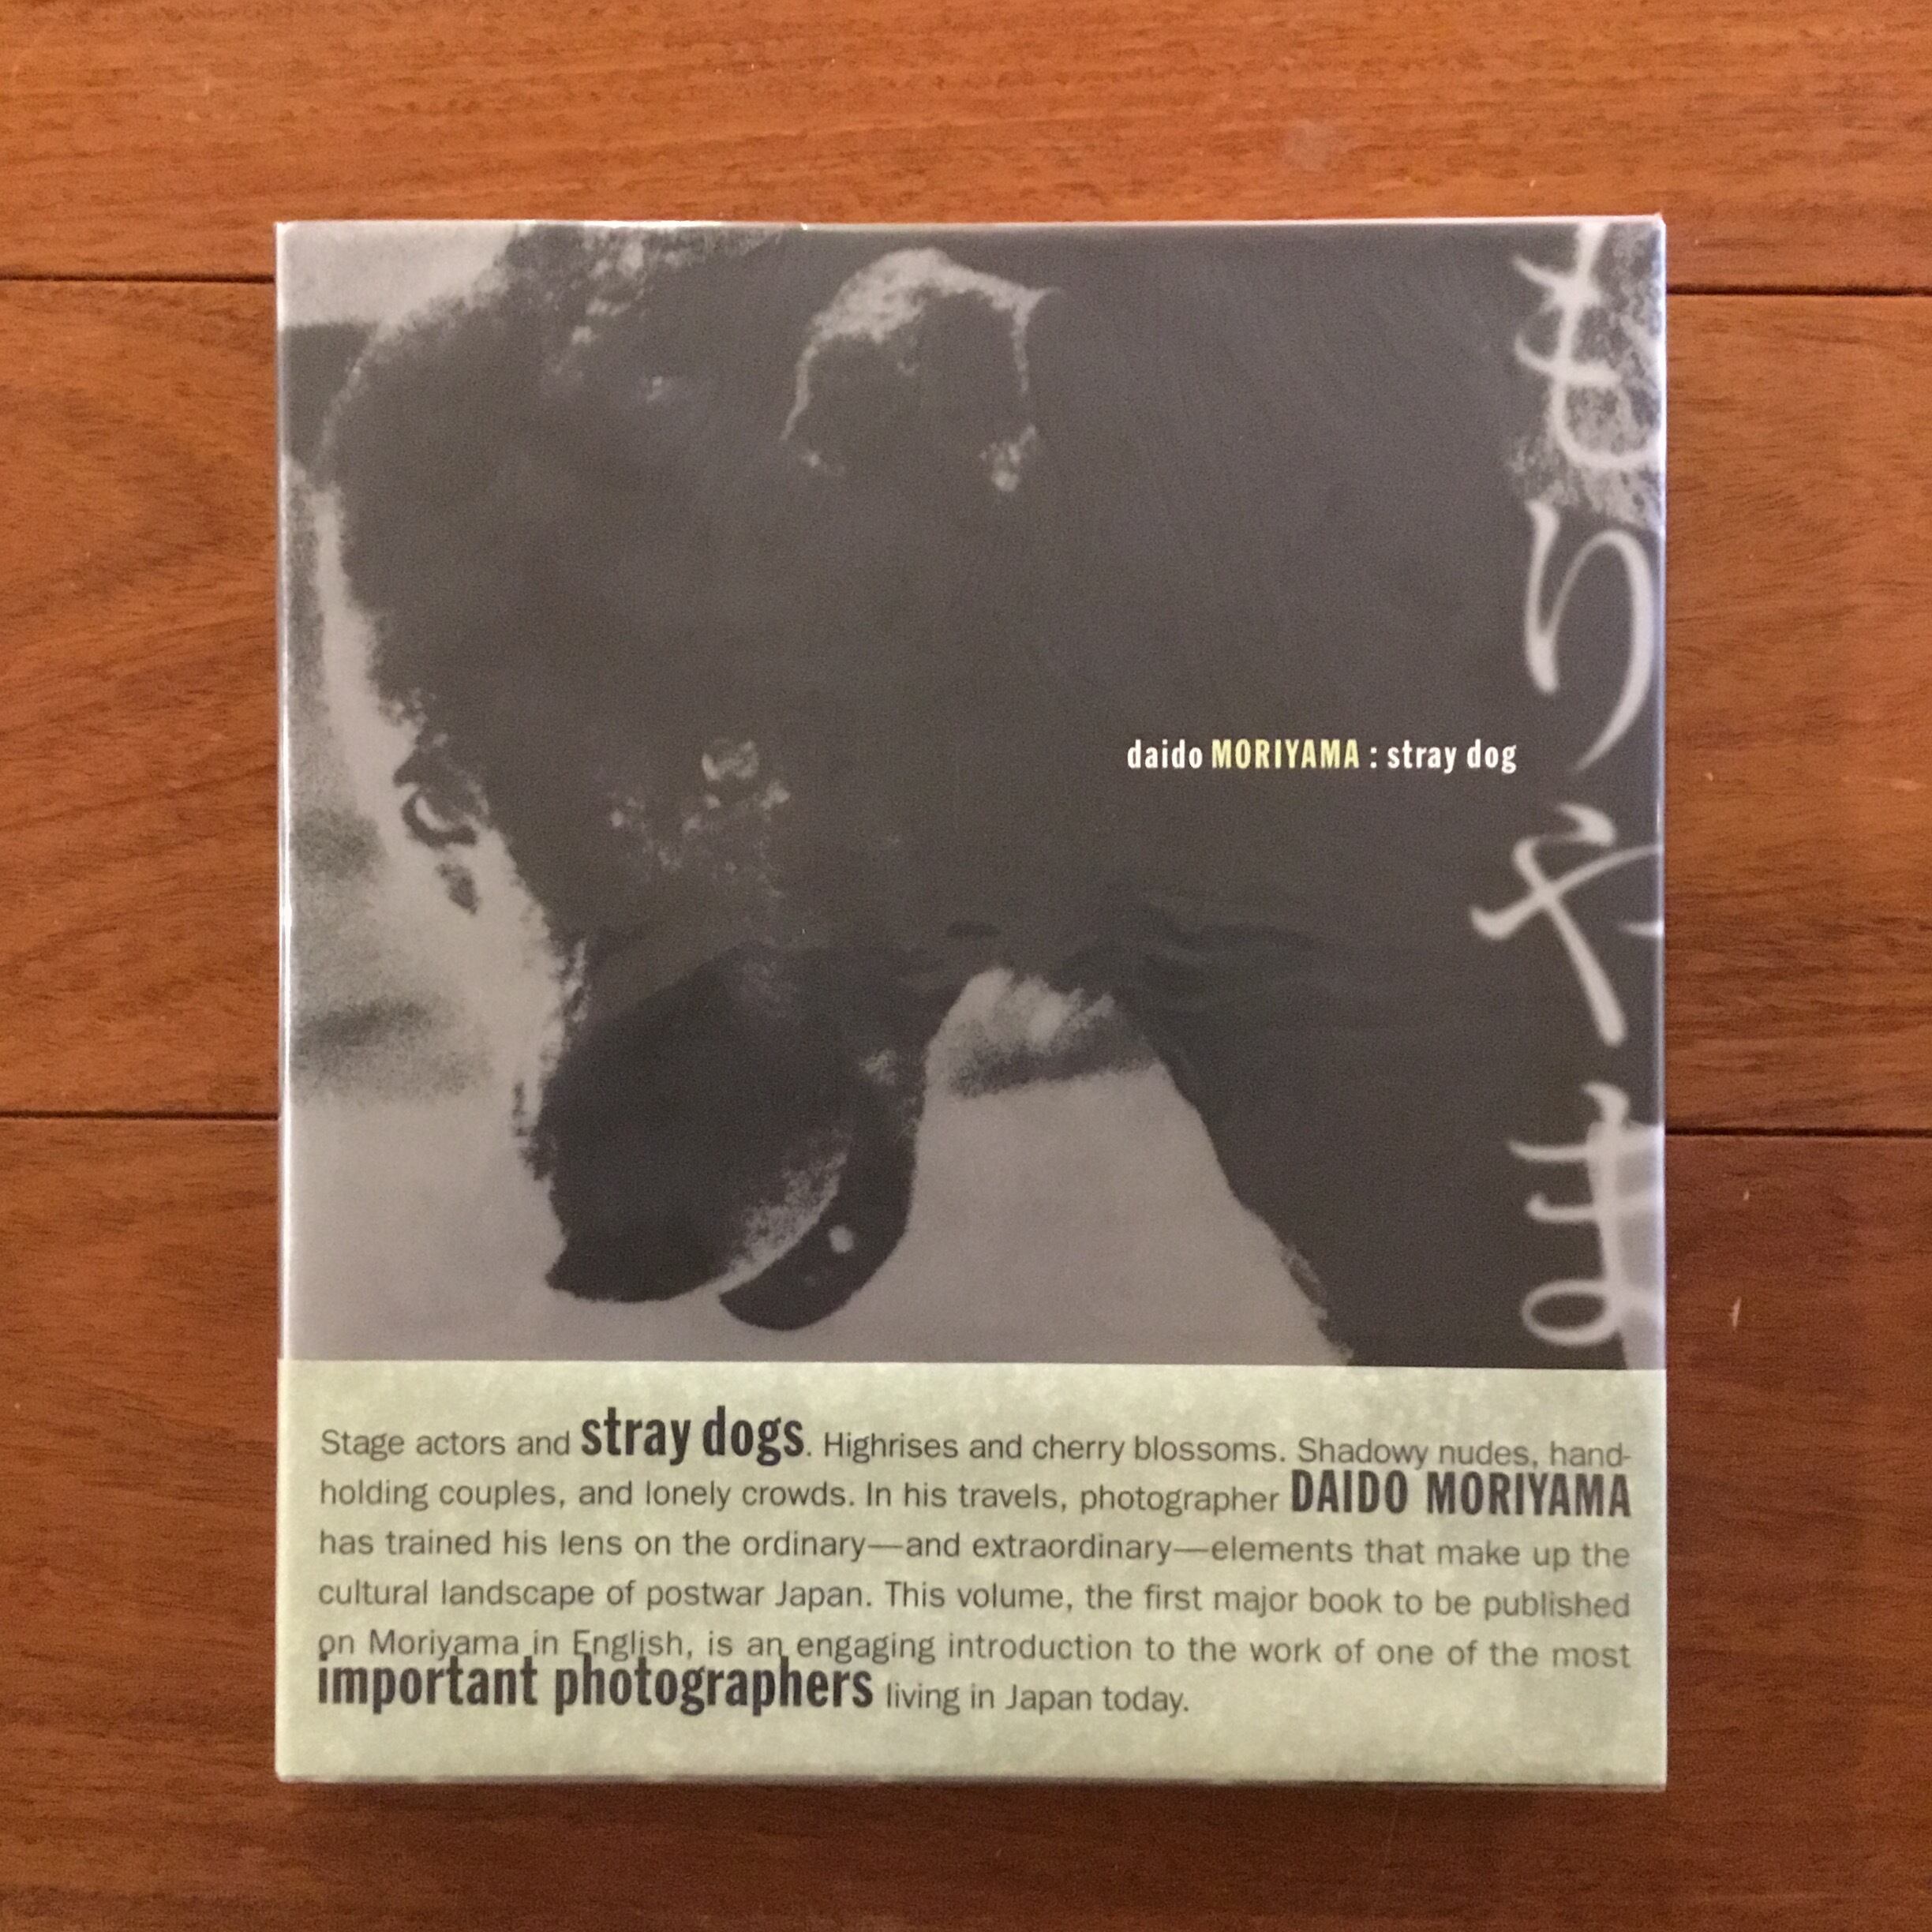 もりやま
daido MORIYAMA : stray dog
Stage actors and stray dogs. Highrises and cherry blossoms. Shadowy nudes, hand-
holding couples, and lonely crowds. In his travels, photographer DAIDO MORIYAMA
has trained his lens on the ordinary—and extraordinary—elements that make up the
cultural landscape of postwar Japan. This volume, the first major book to be published
on Moriyama in English, is an engaging introduction to the work of one of the most
important photographers living in Japan today.